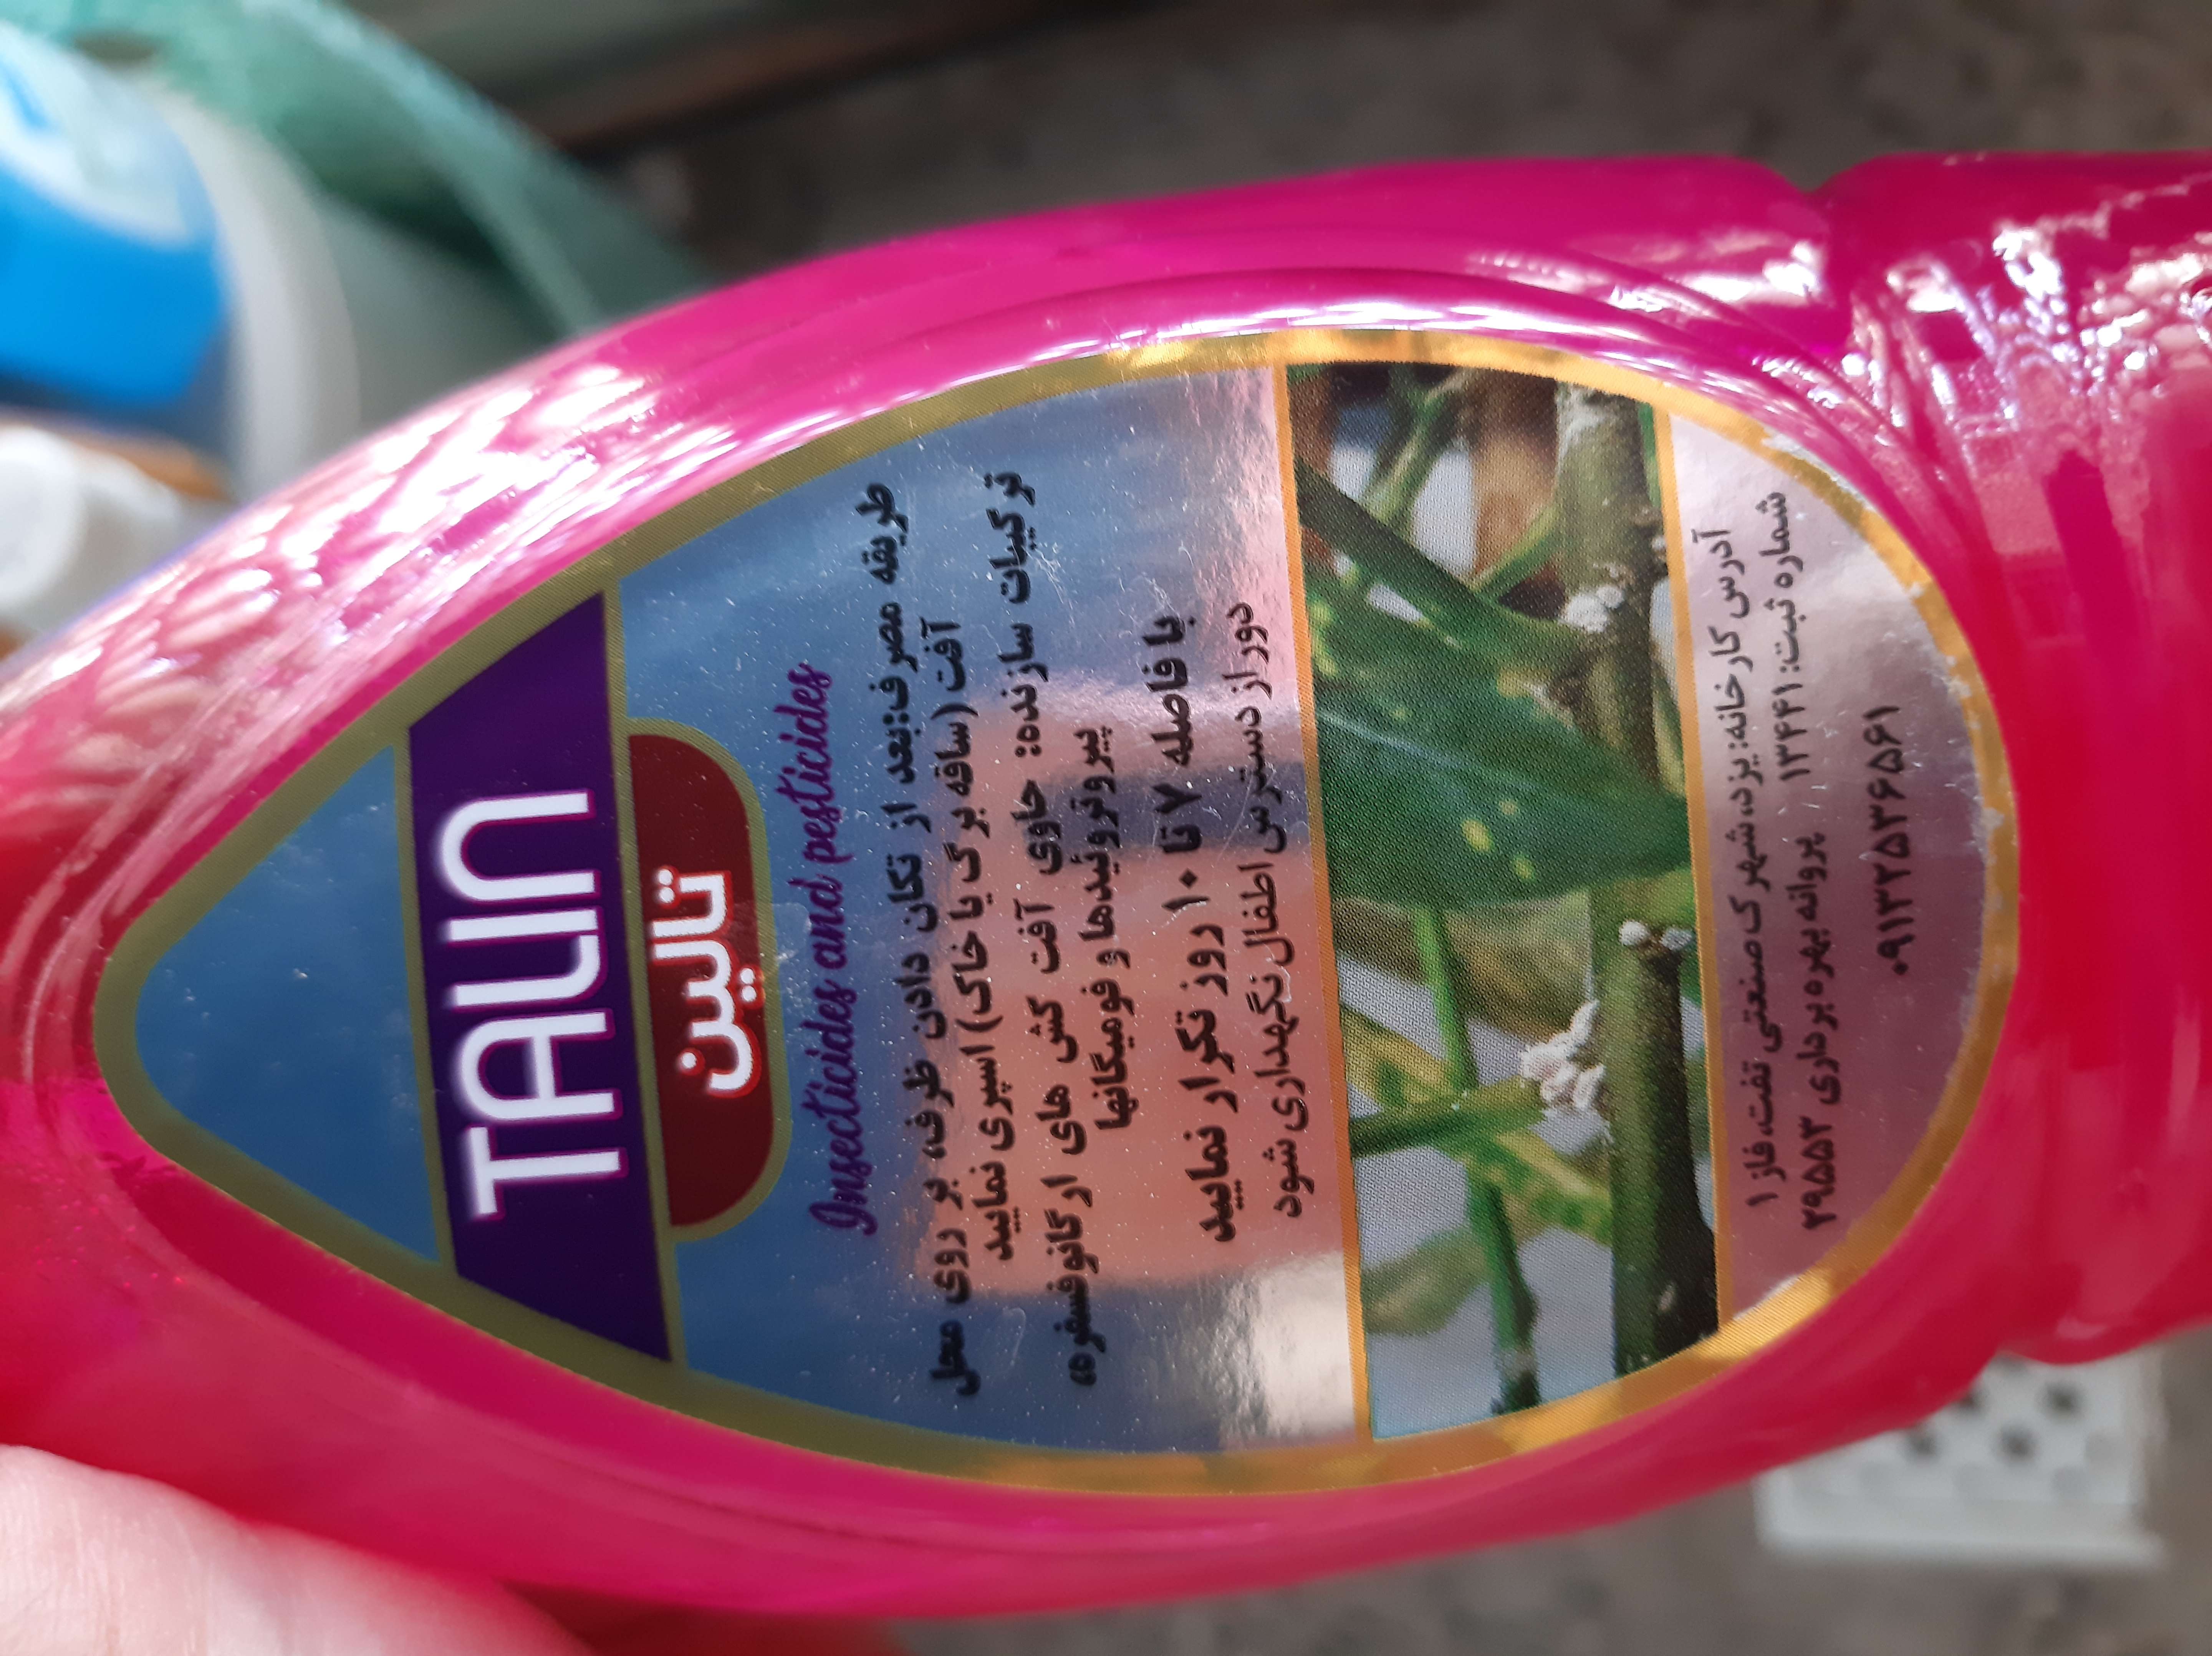 TALIN
تالین
Insecticides and pesticides
طریقه مصرف:بعد از تکان دادن ظرف، بر روی محل
آفت (ساقه برگ یا خاک) اسپری نمایید
ترکیبات سازنده: حاوی آفت کش های ارگانوفسفره،
پیروتروئیدها و فومیگانها
با فاصله ۷ تا ۱۰ روز تکرار نمایید
دور از دسترس اطفال نگهداری شود
آدرس کارخانه: یزد، شهرک صنعتی تفت، فاز ۱
شماره ثبت: ۱۳۴۴۱ پروانه بهره برداری ۲۹۵۵۳
۰۹۱۳۲۵۳۶۵۶۱